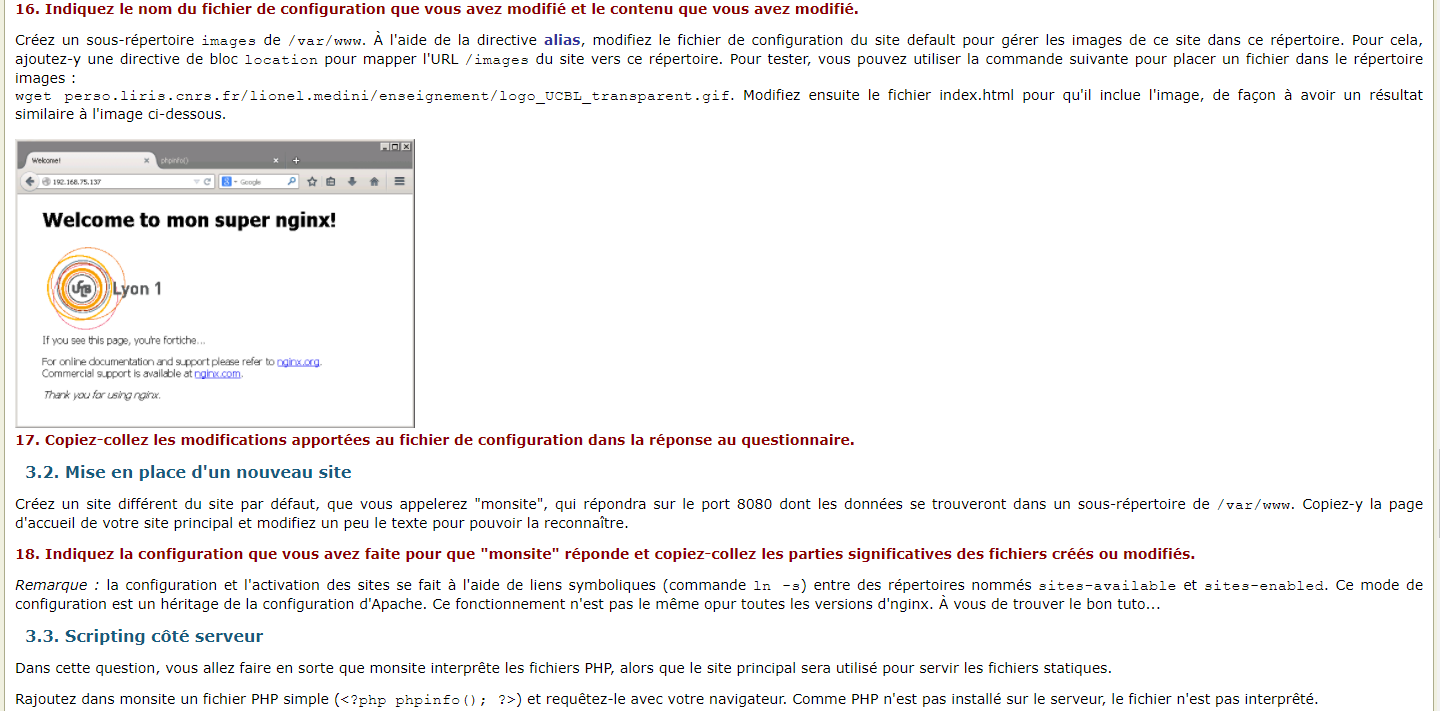 16. Indiquez le nom du fichier de configuration que vous avez modifié et le contenu que vous avez modifié.
Créez un sous-répertoire images de /var/www. À l'aide de la directive alias, modifiez le fichier de configuration du site default pour gérer les images de ce site dans ce répertoire. Pour cela,
ajoutez-y une directive de bloc location pour mapper l'URL /images du site vers ce répertoire. Pour tester, vous pouvez utiliser la commande suivante pour placer un fichier dans le répertoire
images :
wget perso.liris.cnrs.fr/lionel.medini/enseignement/logo_UCBL_transparent.gif. Modifiez ensuite le fichier index.html pour qu'il inclue l'image, de façon à avoir un résultat
similaire à l'image ci-dessous.
Welcome! phpinfo()
192.168.75.137 Google
Welcome to mon super nginx!
UCB Lyon 1
If you see this page, you're fortiche...
For online documentation and support please refer to nginx.org.
Commercial support is available at nginx.com.
Thank you for using nginx.
17. Copiez-collez les modifications apportées au fichier de configuration dans la réponse au questionnaire.
3.2. Mise en place d'un nouveau site
Créez un site différent du site par défaut, que vous appelerez "monsite", qui répondra sur le port 8080 dont les données se trouveront dans un sous-répertoire de /var/www. Copiez-y la page
d'accueil de votre site principal et modifiez un peu le texte pour pouvoir la reconnaître.
18. Indiquez la configuration que vous avez faite pour que "monsite" réponde et copiez-collez les parties significatives des fichiers créés ou modifiés.
Remarque : la configuration et l'activation des sites se fait à l'aide de liens symboliques (commande ln -s) entre des répertoires nommés sites-available et sites-enabled. Ce mode de
configuration est un héritage de la configuration d'Apache. Ce fonctionnement n'est pas le même opur toutes les versions d'nginx. À vous de trouver le bon tuto...
3.3. Scripting côté serveur
Dans cette question, vous allez faire en sorte que monsite interprête les fichiers PHP, alors que le site principal sera utilisé pour servir les fichiers statiques.
Rajoutez dans monsite un fichier PHP simple (<?php phpinfo(); ?>) et requêtez-le avec votre navigateur. Comme PHP n'est pas installé sur le serveur, le fichier n'est pas interprêté.